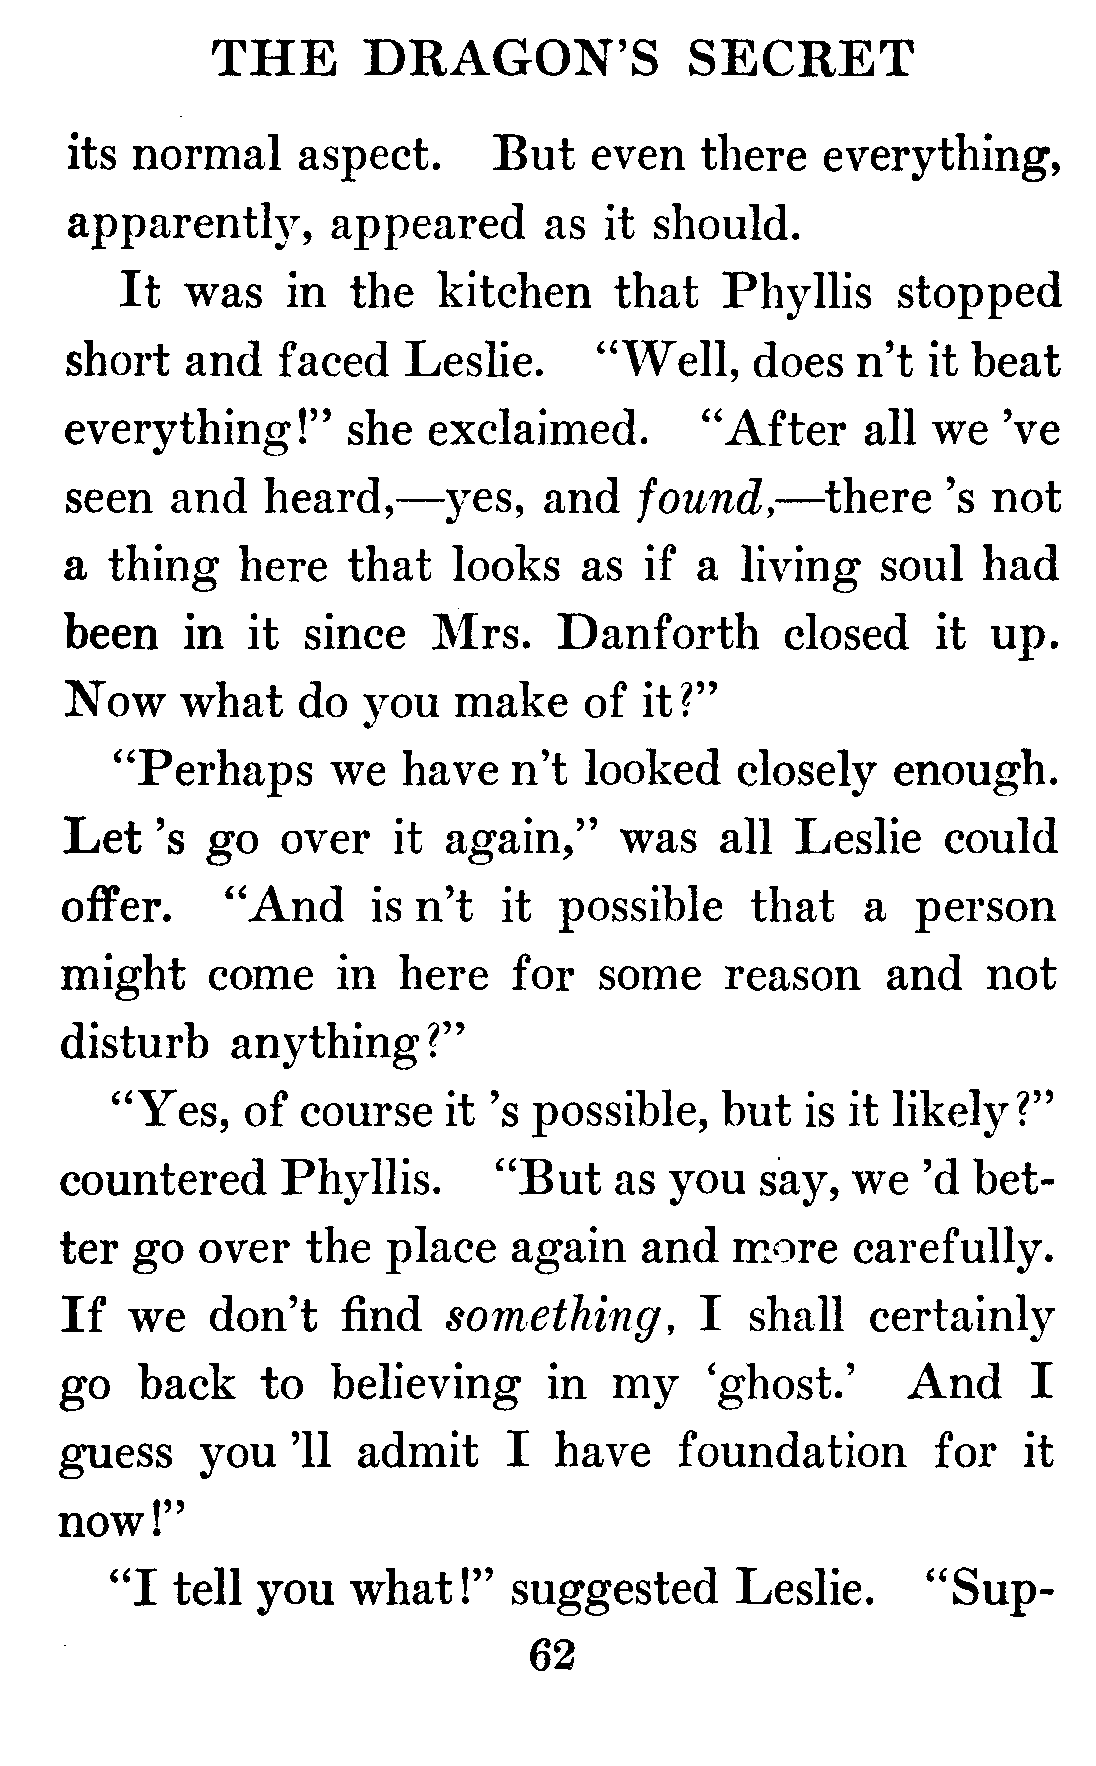 THE DRAGON'S SECRET
its normal aspect. But even there everything,
apparently, appeared as it should.
It was in the kitchen that Phyllis stopped
short and faced Leslie. “Well, does n't it beat
everything!” she exclaimed. “After all we 've
seen and heard,—yes, and found,—there 's not
a thing here that looks as if a living soul had
been in it since Mrs. Danforth closed it up.
Now what do you make of it?”
“Perhaps we have n't looked closely enough.
Let 's go over it again,” was all Leslie could
offer. “And is n't it possible that a person
might come in here for some reason and not
disturb anything?”
“Yes, of course it 's possible, but is it likely?”
countered Phyllis. “But as you say, we 'd bet-
ter go over the place again and more carefully.
If we don't find something, I shall certainly
go back to believing in my ‘ghost.’ And I
guess you 'll admit I have foundation for it
now!”
“I tell you what!” suggested Leslie. “Sup-
62